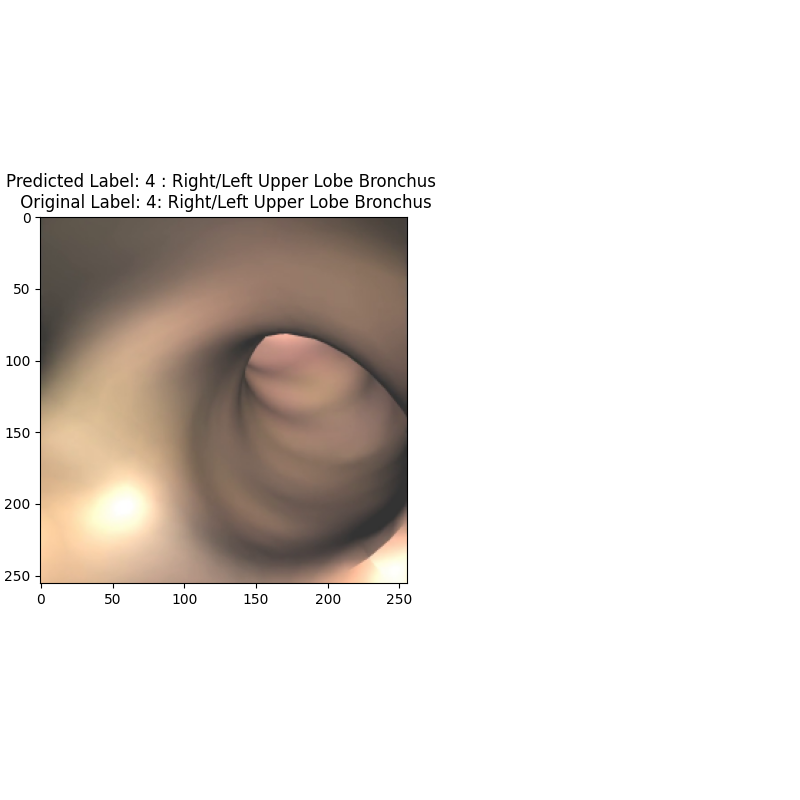 Predicted Label: 4 : Right/Left Upper Lobe Bronchus
Original Label: 4: Right/Left Upper Lobe Bronchus
0
50
100
150
200
250
0 50 100 150 200 250